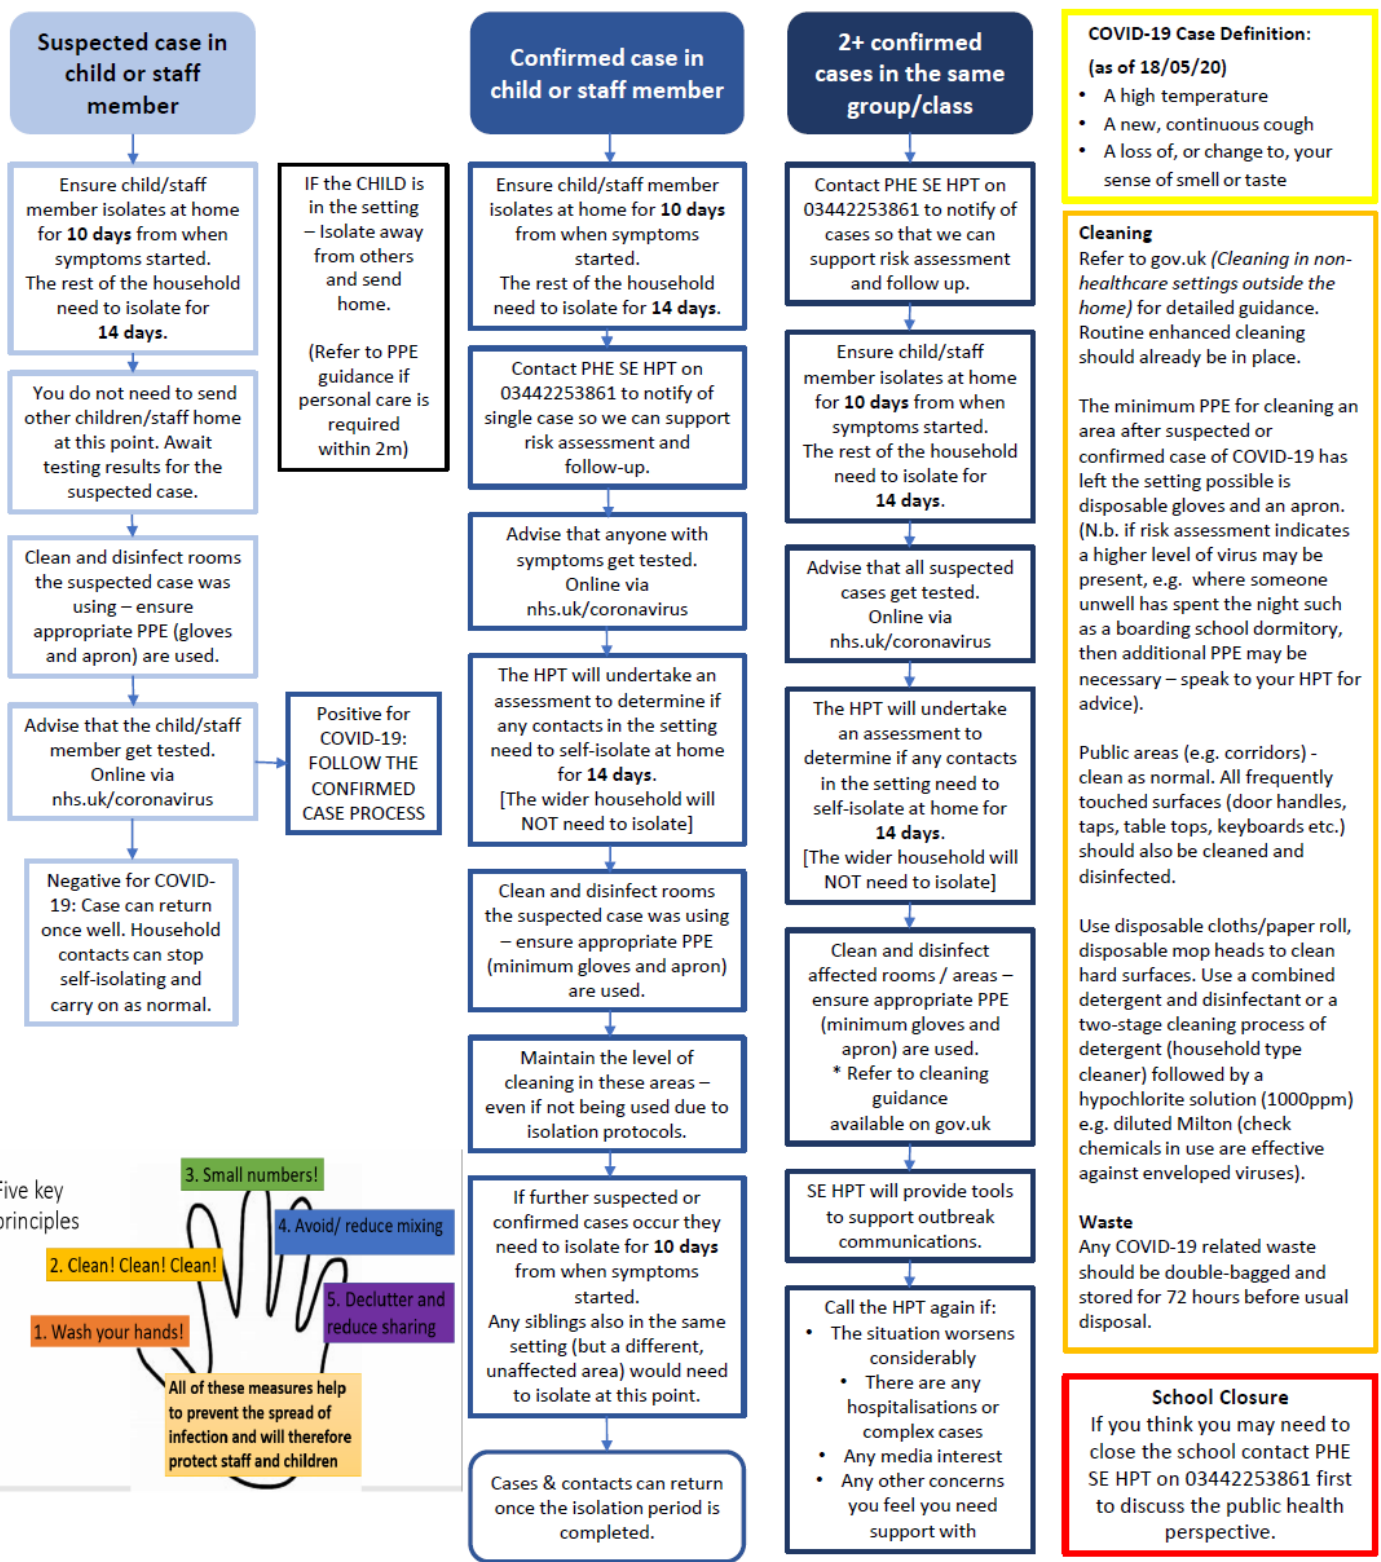 Suspected case in
child or staff
member
Ensure child/staff
member isolates at home
for 10 days from when
symptoms started.
The rest of the household
need to isolate for
14 days.
You do not need to send
other children/staff home
at this point. Await
testing results for the
suspected case.
Clean and disinfect rooms
the suspected case was
using – ensure
appropriate PPE (gloves
and apron) are used.
Advise that the child/staff
member get tested.
Online via
nhs.uk/coronavirus
Negative for COVID-
19: Case can return
once well. Household
contacts can stop
self-isolating and
carry on as normal.
IF the CHILD is
in the setting
– Isolate away
from others
and send
home.
(Refer to PPE
guidance if
personal care is
required
within 2m)
Positive for
COVID-19:
FOLLOW THE
CONFIRMED
CASE PROCESS
Confirmed case in
child or staff member
Ensure child/staff member
isolates at home for 10 days
from when symptoms
started.
The rest of the household
need to isolate for 14 days.
Contact PHE SE HPT on
03442253861 to notify of
single case so we can support
risk assessment and
follow-up.
Advise that anyone with
symptoms get tested.
Online via
nhs.uk/coronavirus
The HPT will undertake an
assessment to determine if
any contacts in the setting
need to self-isolate at home
for 14 days.
[The wider household will
NOT need to isolate]
Clean and disinfect rooms
the suspected case was using
– ensure appropriate PPE
(minimum gloves and apron)
are used.
Maintain the level of
cleaning in these areas –
even if not being used due to
isolation protocols.
If further suspected or
confirmed cases occur they
need to isolate for 10 days
from when symptoms
started.
Any siblings also in the same
setting (but a different,
unaffected area) would need
to isolate at this point.
Cases & contacts can return
once the isolation period is
completed.
2+ confirmed
cases in the same
group/class
Contact PHE SE HPT on
03442253861 to notify of
cases so that we can
support risk assessment
and follow up.
Ensure child/staff
member isolates at home
for 10 days from when
symptoms started.
The rest of the household
need to isolate for
14 days.
Advise that all suspected
cases get tested.
Online via
nhs.uk/coronavirus
The HPT will undertake
an assessment to
determine if any contacts
in the setting need to
self-isolate at home for
14 days.
[The wider household will
NOT need to isolate]
Clean and disinfect
affected rooms / areas –
ensure appropriate PPE
(minimum gloves and
apron) are used.
* Refer to cleaning
guidance
available on gov.uk
SE HPT will provide tools
to support outbreak
communications.
Call the HPT again if:
• The situation worsens
considerably
• There are any
hospitalisations or
complex cases
• Any media interest
• Any other concerns
you feel you need
support with
COVID-19 Case Definition:
(as of 18/05/20)
• A high temperature
• A new, continuous cough
• A loss of, or change to, your
sense of smell or taste
Cleaning
Refer to gov.uk (Cleaning in non-
healthcare settings outside the
home) for detailed guidance.
Routine enhanced cleaning
should already be in place.
The minimum PPE for cleaning an
area after suspected or
confirmed case of COVID-19 has
left the setting possible is
disposable gloves and an apron.
(N.b. if risk assessment indicates
a higher level of virus may be
present, e.g. where someone
unwell has spent the night such
as a boarding school dormitory,
then additional PPE may be
necessary – speak to your HPT for
advice).
Public areas (e.g. corridors) -
clean as normal. All frequently
touched surfaces (door handles,
taps, table tops, keyboards etc.)
should also be cleaned and
disinfected.
Use disposable cloths/paper roll,
disposable mop heads to clean
hard surfaces. Use a combined
detergent and disinfectant or a
two-stage cleaning process of
detergent (household type
cleaner) followed by a
hypochlorite solution (1000ppm)
e.g. diluted Milton (check
chemicals in use are effective
against enveloped viruses).
Waste
Any COVID-19 related waste
should be double-bagged and
stored for 72 hours before usual
disposal.
School Closure
If you think you may need to
close the school contact PHE
SE HPT on 03442253861 first
to discuss the public health
perspective.
Five key
principles
1. Wash your hands!
2. Clean! Clean! Clean!
3. Small numbers!
4. Avoid/ reduce mixing
5. Declutter and
reduce sharing
All of these measures help
to prevent the spread of
infection and will therefore
protect staff and children